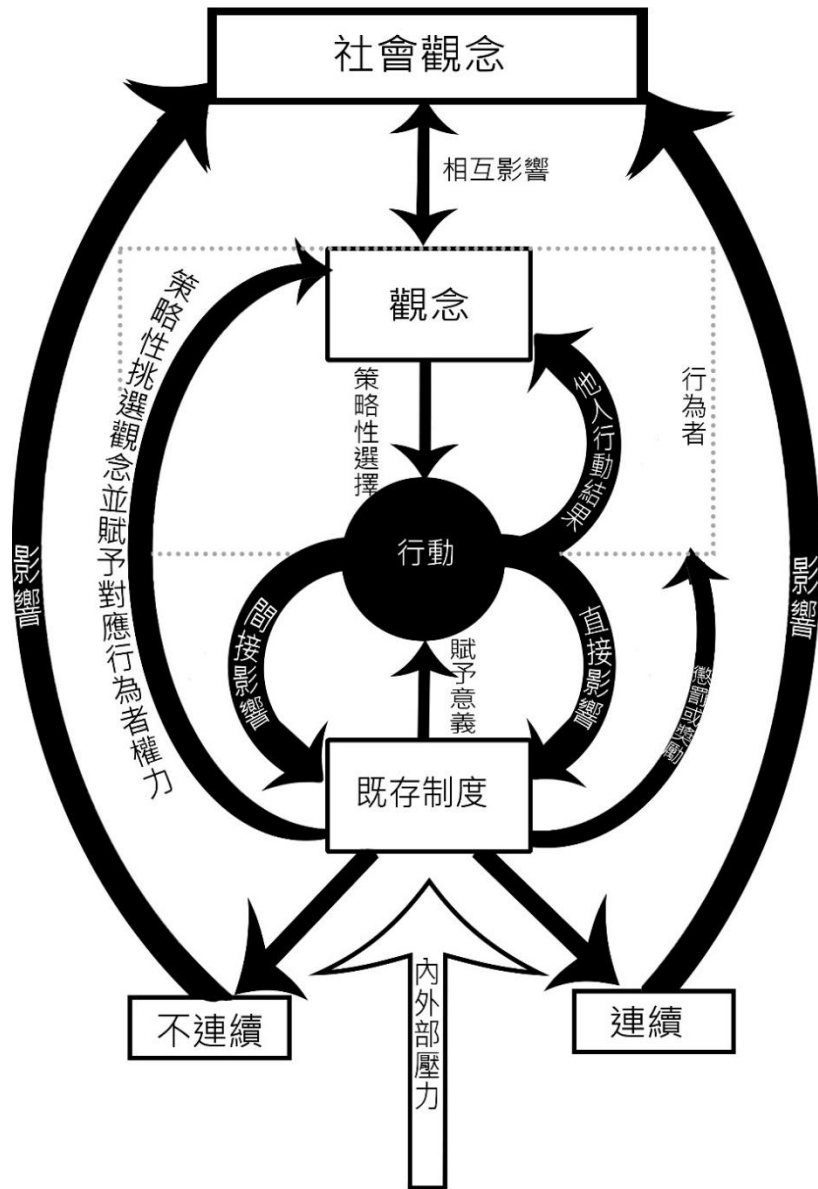 社會觀念
相互影響
觀念
策略性挑選觀念並賦予對應行為者權力
策略性選擇
他人行動結果
行為者
影響
行動
影響
間接影響
賦予意義
直接影響
懲罰或獎勵
既存制度
不連續
內外部壓力
連續